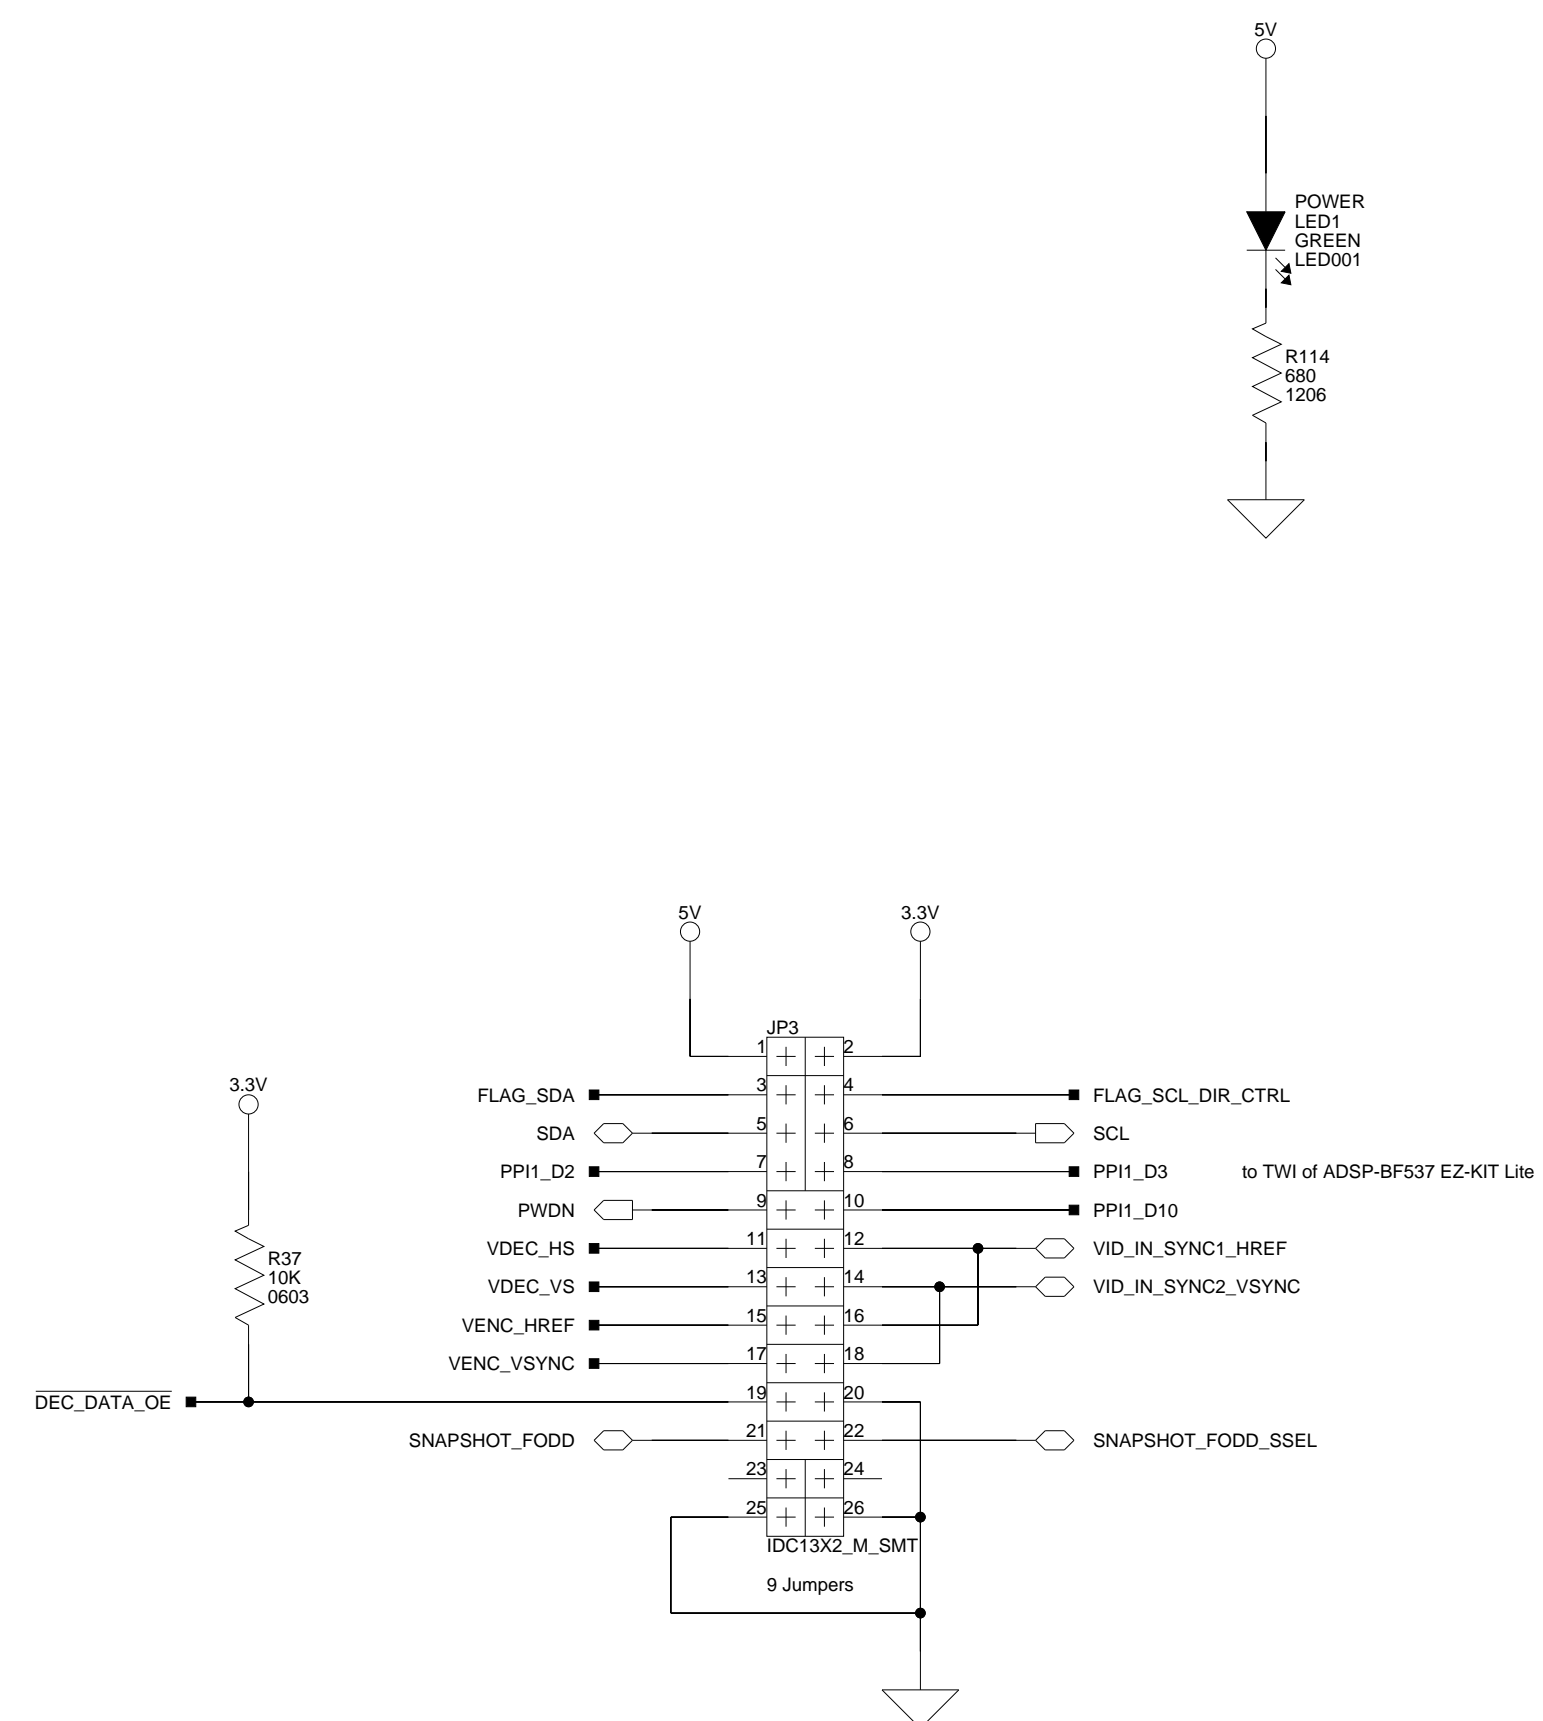 5V
POWER
LED1
GREEN
LED001
R114
680
1206
5V
3.3V
JP3
1 2
3.3V
FLAG_SDA 3 4 FLAG_SCL_DIR_CTRL
SDA 5 6 SCL
PPI1_D2 7 8 PPI1_D3 to TWI of ADSP-BF537 EZ-KIT Lite
PWDN 9 10 PPI1_D10
VDEC_HS 11 12 VID_IN_SYNC1_HREF
R37
10K
0603
VDEC_VS 13 14 VID_IN_SYNC2_VSYNC
VENC_HREF 15 16
VENC_VSYNC 17 18
DEC_DATA_OE 19 20
SNAPSHOT_FODD 21 22 SNAPSHOT_FODD_SSEL
23 24
25 26
IDC13X2_M_SMT
9 Jumpers